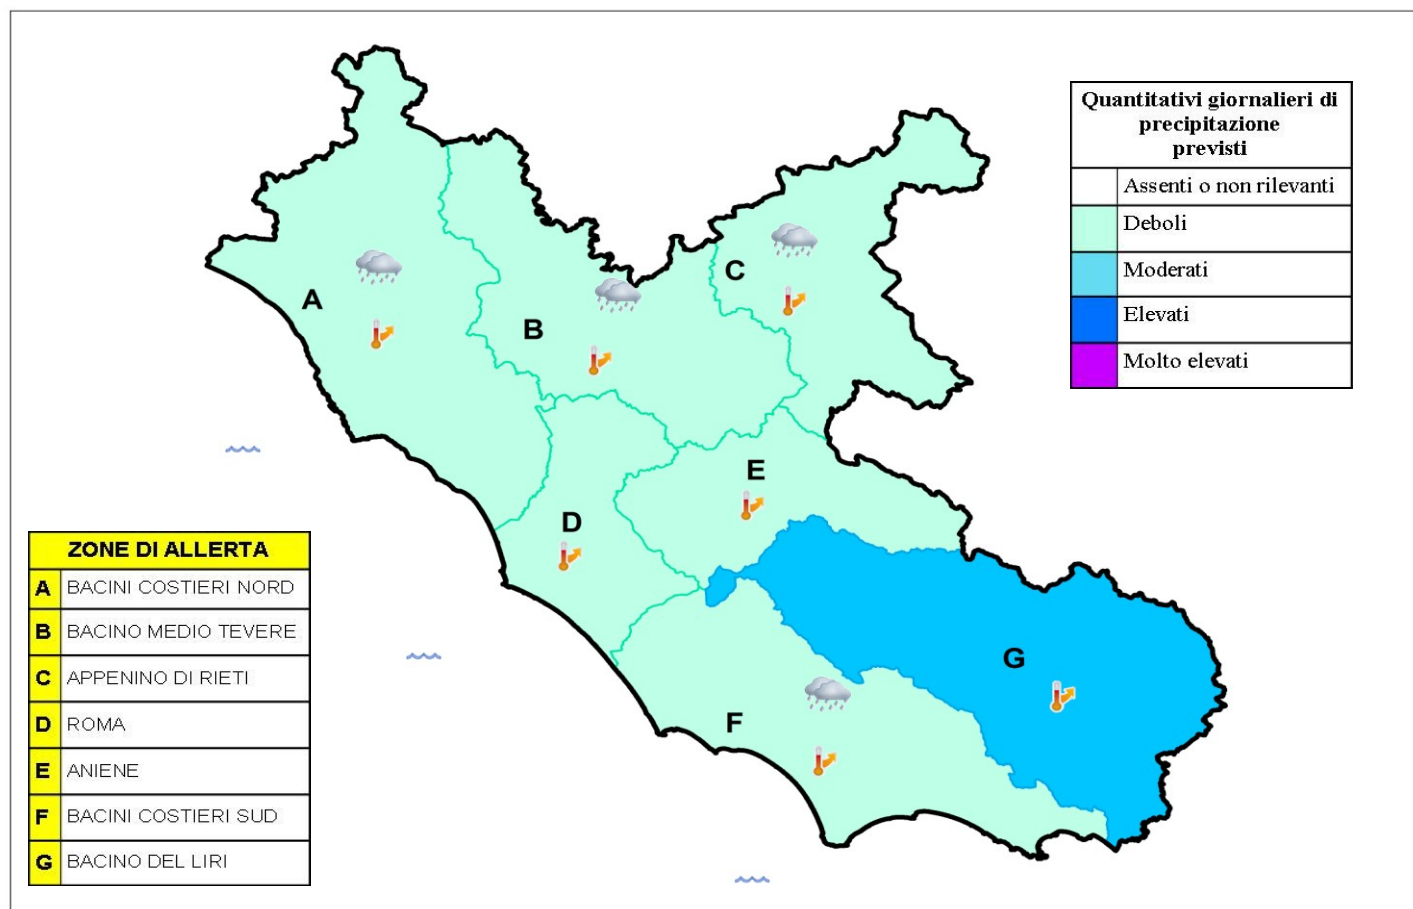 Quantitativi giornalieri di
precipitazione
previsti
Assenti o non rilevanti
Deboli
Moderati
Elevati
Molto elevati
A
B
C
D
E
F
G
ZONE DI ALLERTA
A BACINI COSTIERI NORD
B BACINO MEDIO TEVERE
C APPENINO DI RIETI
D ROMA
E ANIENE
F BACINI COSTIERI SUD
G BACINO DEL LIRI